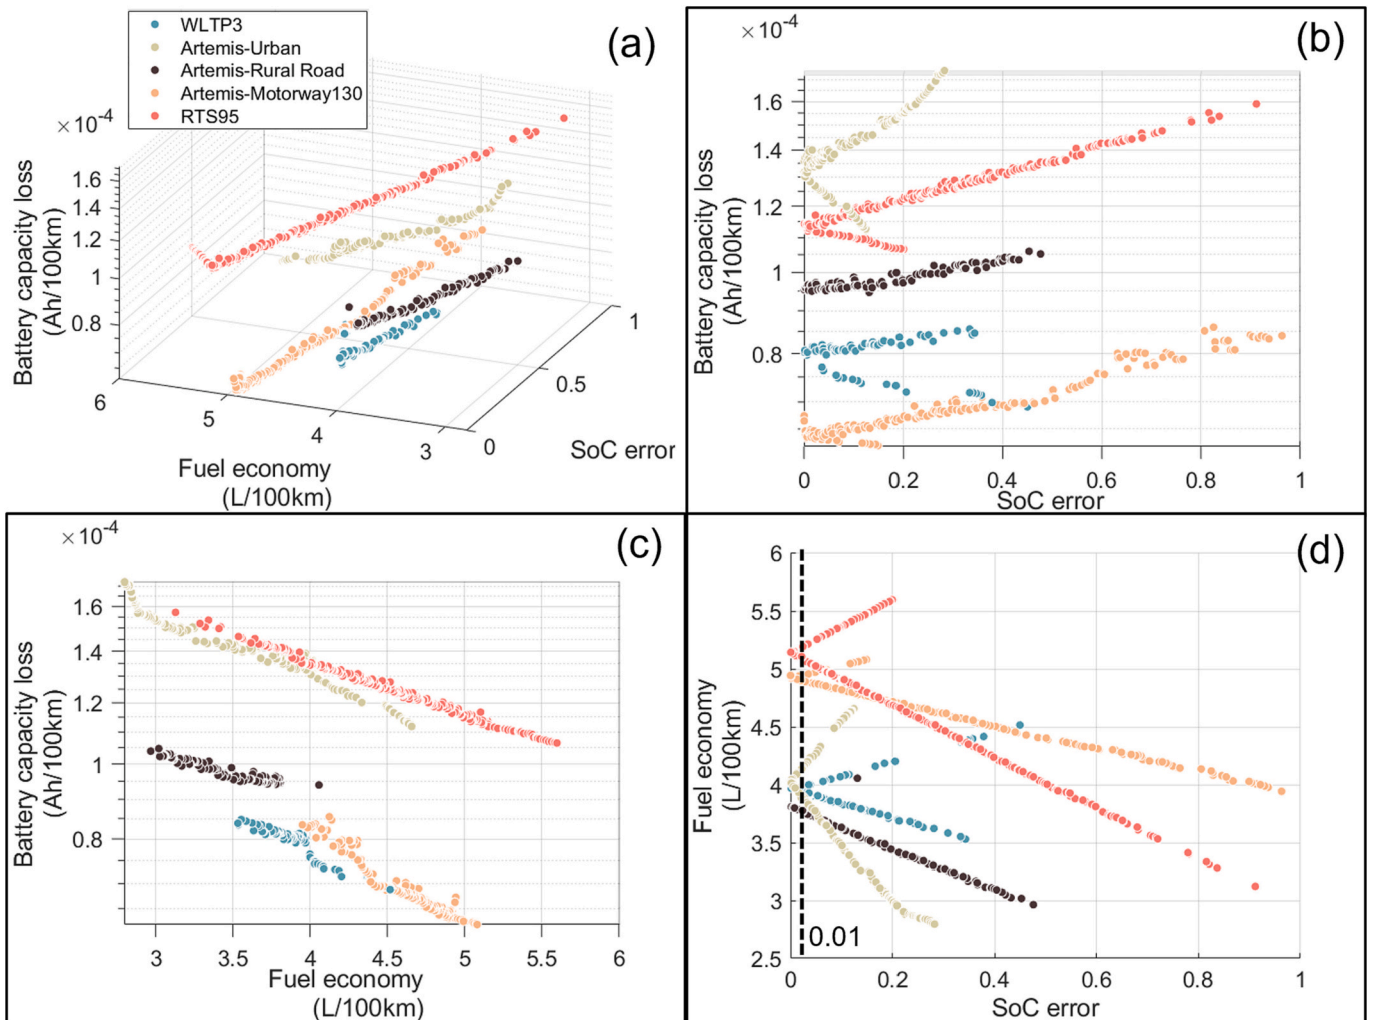 WLTP3
Artemis-Urban
Artemis-Rural Road
Artemis-Motorway130
RTS95
(a)
×10-4
Battery capacity loss
(Ah/100km)
1.6
1.4
1.2
1
0.8
6
5
4
3
0
0.5
1
Fuel economy
(L/100km)
SoC error
(b)
×10-4
Battery capacity loss
(Ah/100km)
1.6
1.4
1.2
1
0.8
0
0.2
0.4
0.6
0.8
1
SoC error
(c)
×10-4
Battery capacity loss
(Ah/100km)
1.6
1.4
1.2
1
0.8
3
3.5
4
4.5
5
5.5
6
Fuel economy
(L/100km)
(d)
Fuel economy
(L/100km)
6
5.5
5
4.5
4
3.5
3
2.5
0.01
0
0.2
0.4
0.6
0.8
1
SoC error